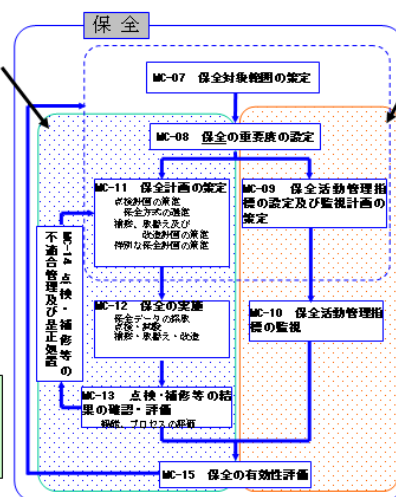 保 全
MC-07 保全対象範囲の策定
MC-08 保全の重要度の設定
MC-11 保全計画の策定
点検計画の策定
保全方式の選定
補修、取替え及び
改造計画の策定
特別な保全計画の策定
MC-09 保全活動管理指
標の設定及び監視計画の
策定
MC-14 点検・補修等の
不適合管理及び是正処置
MC-12 保全の実施
保全データの採取
点検・試験
補修・取替え・改造
MC-10 保全活動管理指
標の監視
MC-13 点検・補修等の結
果の確認・評価
プロセスの評価
MC-15 保全の有効性評価